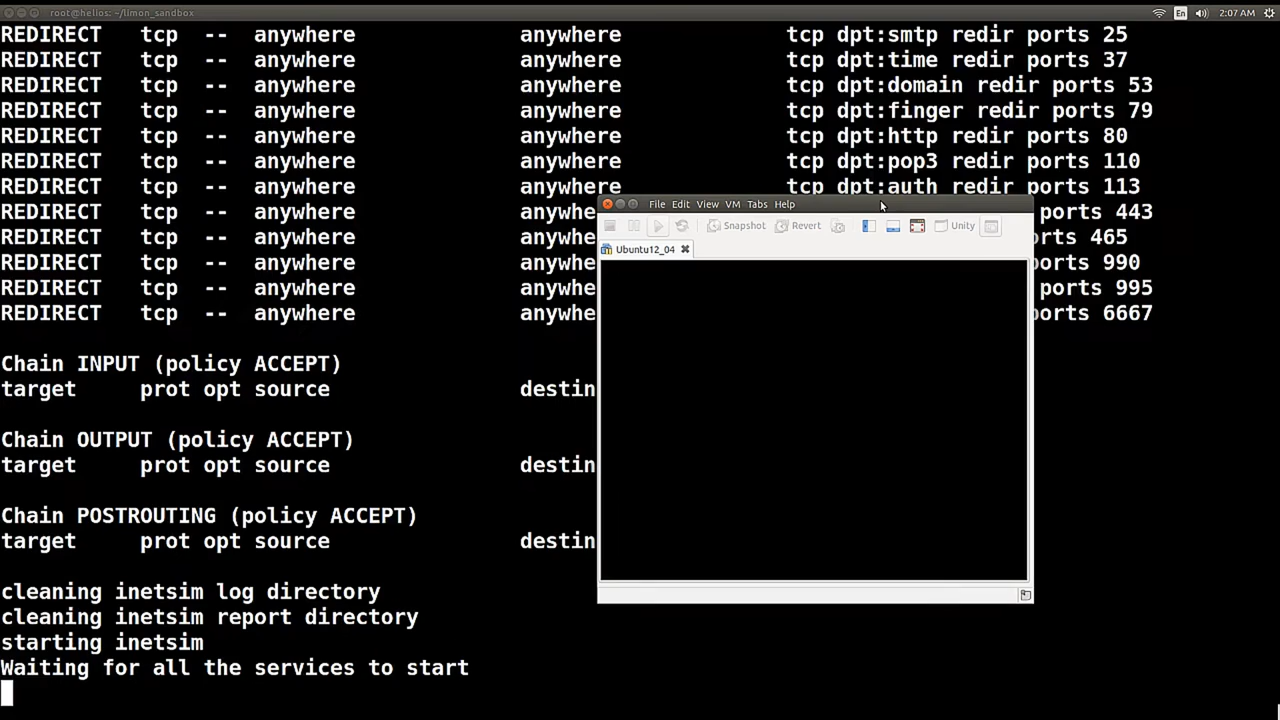 root@helios: ~/limon_sandbox En 2:07 AM
REDIRECT tcp -- anywhere anywhere tcp dpt:smtp redir ports 25
REDIRECT tcp -- anywhere anywhere tcp dpt:time redir ports 37
REDIRECT tcp -- anywhere anywhere tcp dpt:domain redir ports 53
REDIRECT tcp -- anywhere anywhere tcp dpt:finger redir ports 79
REDIRECT tcp -- anywhere anywhere tcp dpt:http redir ports 80
REDIRECT tcp -- anywhere anywhere tcp dpt:pop3 redir ports 110
REDIRECT tcp -- anywhere anywhere tcp dpt:auth redir ports 113
REDIRECT tcp -- anywhere anywhe orts 443
REDIRECT tcp -- anywhere anywhe orts 465
REDIRECT tcp -- anywhere anywhe orts 990
REDIRECT tcp -- anywhere anywhe ports 995
REDIRECT tcp -- anywhere anywhe orts 6667
Chain INPUT (policy ACCEPT)
target prot opt source destin
Chain OUTPUT (policy ACCEPT)
target prot opt source destin
Chain POSTROUTING (policy ACCEPT)
target prot opt source destin
cleaning inetsim log directory
cleaning inetsim report directory
starting inetsim
Waiting for all the services to start
File Edit View VM Tabs Help
Snapshot Revert Unity
Ubuntu12_04